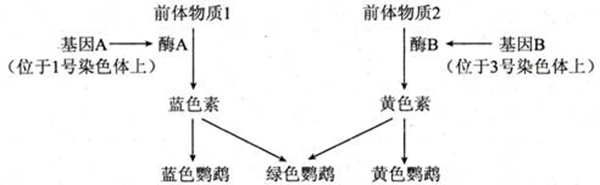 前体物质1 前体物质2
基因A 酶A 酶B 基因B
（位于1号染色体上） （位于3号染色体上）
蓝色素 黄色素
蓝色鹦鹉 绿色鹦鹉 黄色鹦鹉